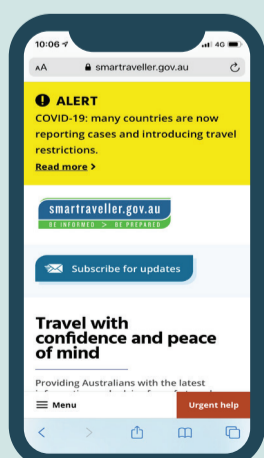 10:06 4G
AA smartraveller.gov.au
ALERT
COVID-19: many countries are now
reporting cases and introducing travel
restrictions.
Read more >
smartraveller.gov.au
BE INFORMED > BE PREPARED
Subscribe for updates
Travel with
confidence and peace
of mind
Providing Australians with the latest
Menu Urgent help